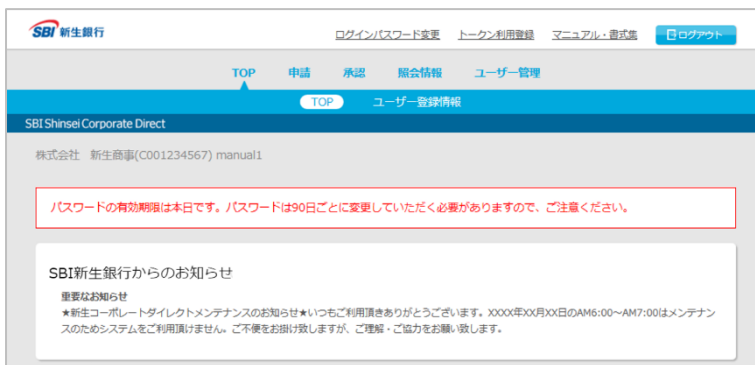 SBI 新生銀行
ログインパスワード変更 トークン利用登録 マニュアル・書式集 ログアウト
TOP 申請 承認 照会情報 ユーザー管理
TOP ユーザー登録情報
SBI Shinsei Corporate Direct
株式会社 新生商事(C001234567) manual1
パスワードの有効期限は本日です。パスワードは90日ごとに変更していただく必要がありますので、ご注意ください。
SBI新生銀行からのお知らせ
重要なお知らせ
★新生コーポレートダイレクトメンテナンスのお知らせ★いつもご利用頂きありがとうございます。XXXX年XX月XX日のAM6:00～AM7:00はメンテナン
スのためシステムをご利用頂けません。ご不便をお掛け致しますが、ご理解・ご協力をお願い致します。